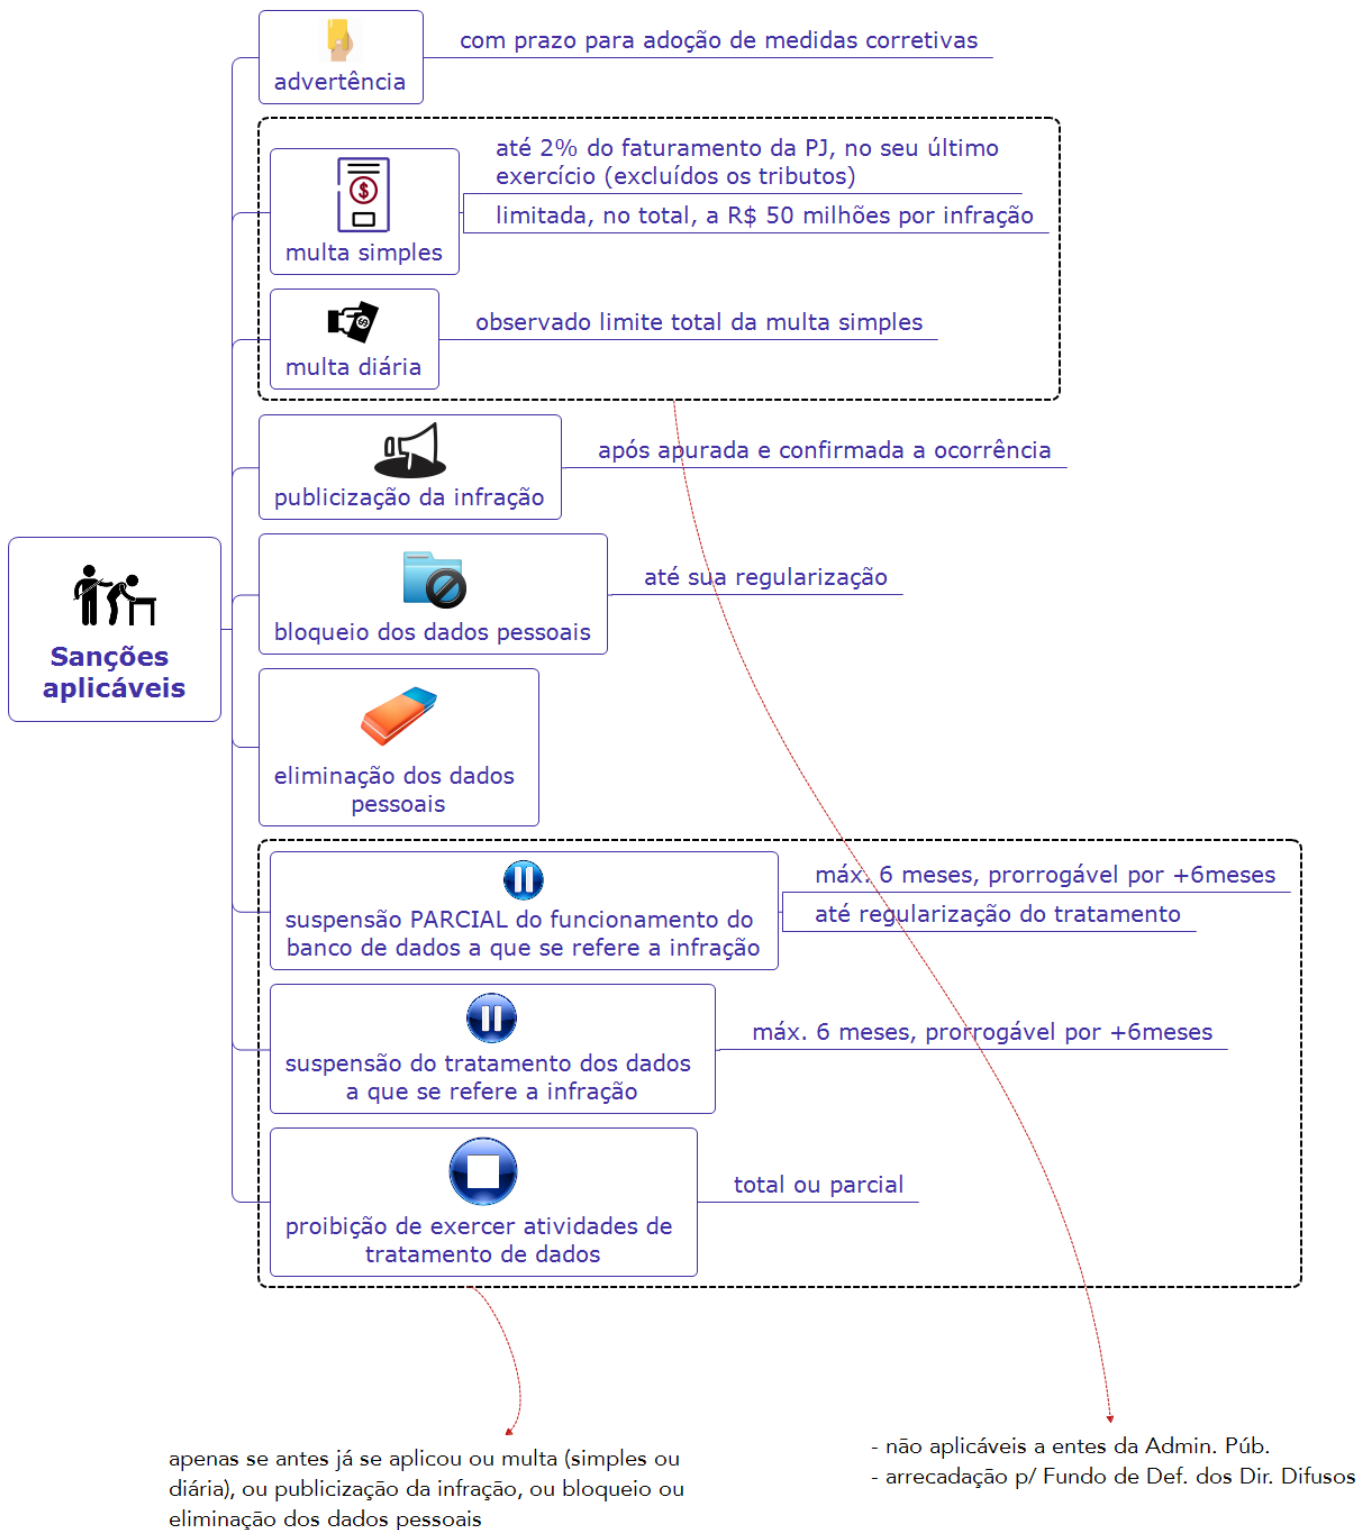 advertência
com prazo para adoção de medidas corretivas
até 2% do faturamento da PJ, no seu último
exercício (excluídos os tributos)
limitada, no total, a R$ 50 milhões por infração
multa simples
observado limite total da multa simples
multa diária
após apurada e confirmada a ocorrência
publicização da infração
até sua regularização
bloqueio dos dados pessoais
Sanções
aplicáveis
eliminação dos dados
pessoais
máx. 6 meses, prorrogável por +6meses
até regularização do tratamento
suspensão PARCIAL do funcionamento do
banco de dados a que se refere a infração
máx. 6 meses, prorrogável por +6meses
suspensão do tratamento dos dados
a que se refere a infração
total ou parcial
proibição de exercer atividades de
tratamento de dados
apenas se antes já se aplicou ou multa (simples ou
diária), ou publicização da infração, ou bloqueio ou
eliminação dos dados pessoais
- não aplicáveis a entes da Admin. Púb.
- arrecadação p/ Fundo de Def. dos Dir. Difusos